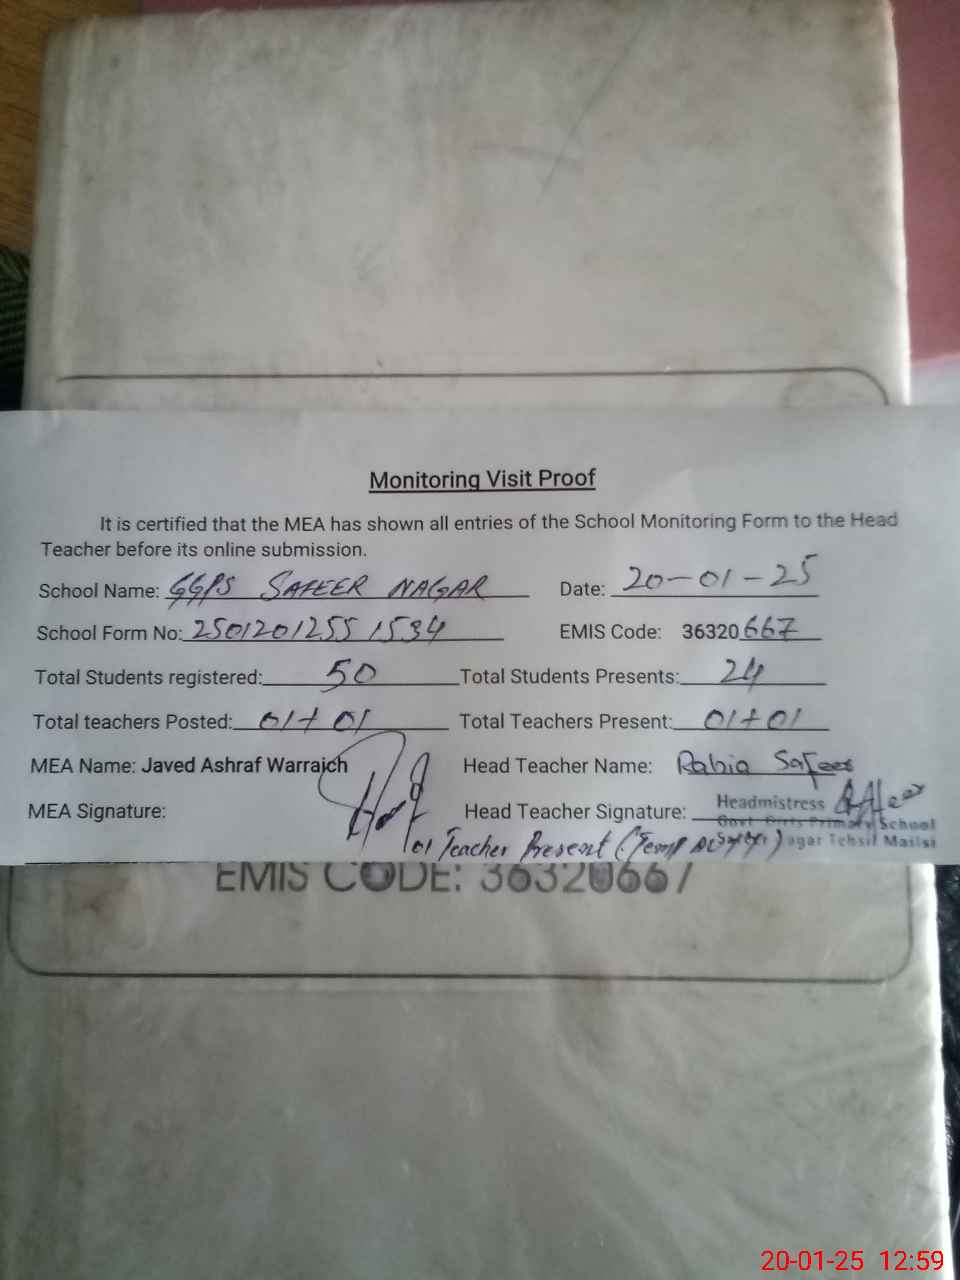 Monitoring Visit Proof
It is certified that the MEA has shown all entries of the School Monitoring Form to the Head
Teacher before its online submission.
School Name: GGPS SAFEER NAGAR Date: 20-01-25
School Form No: 25012012551534 EMIS Code: 36320667
Total Students registered: 50 Total Students Presents: 24
Total teachers Posted: 01+01 Total Teachers Present: 01+01
MEA Name: Javed Ashraf Warraich Head Teacher Name: Rabia Safeer
MEA Signature: Head Teacher Signature: Headmistress
Govt Girls Primary School
01 Teacher Present (Temp agar Tehsil Mailsi
EMIS CODE: 36320667
20-01-25 12:59